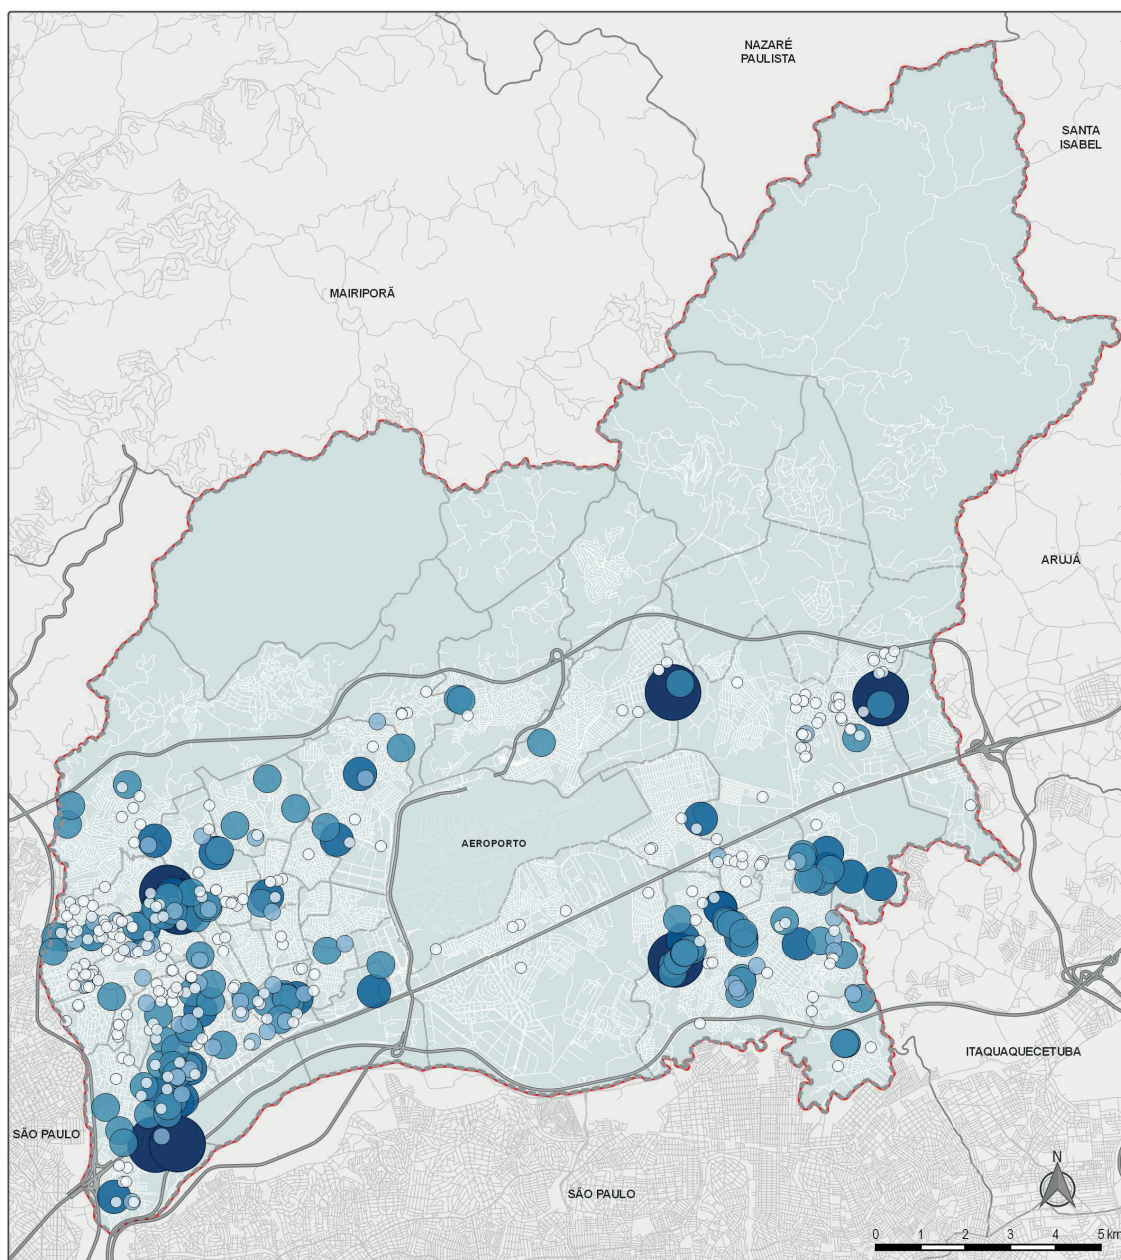 NAZARÉ
PAULISTA
SANTA
ISABEL
MAIRIPORÃ
ARUJÁ
AEROPORTO
ITAQUAQUECETUBA
SÃO PAULO
SÃO PAULO
N
0 1 2 3 4 5 km